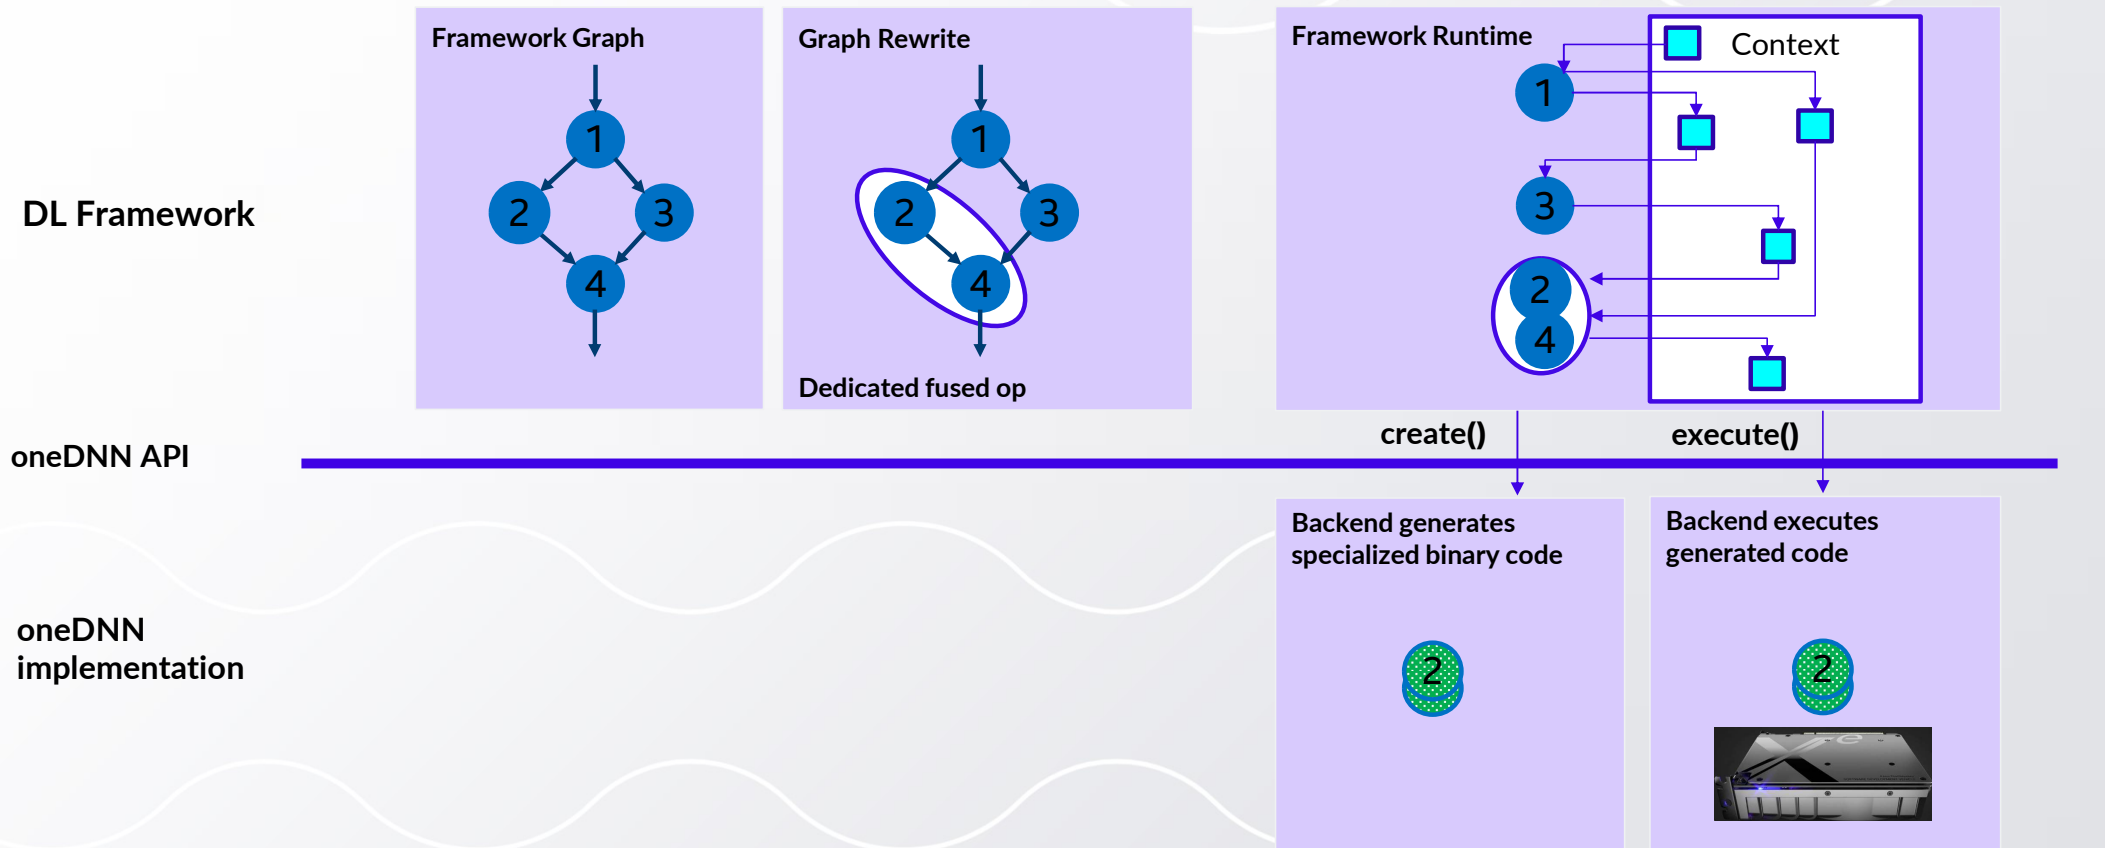 Framework Graph
1
2
3
4
Graph Rewrite
1
2
3
4
Dedicated fused op
Framework Runtime
Context
1
3
2
4
DL Framework
create()
execute()
oneDNN API
Backend generates
specialized binary code
2
Backend executes
generated code
2
Xe
oneDNN
implementation